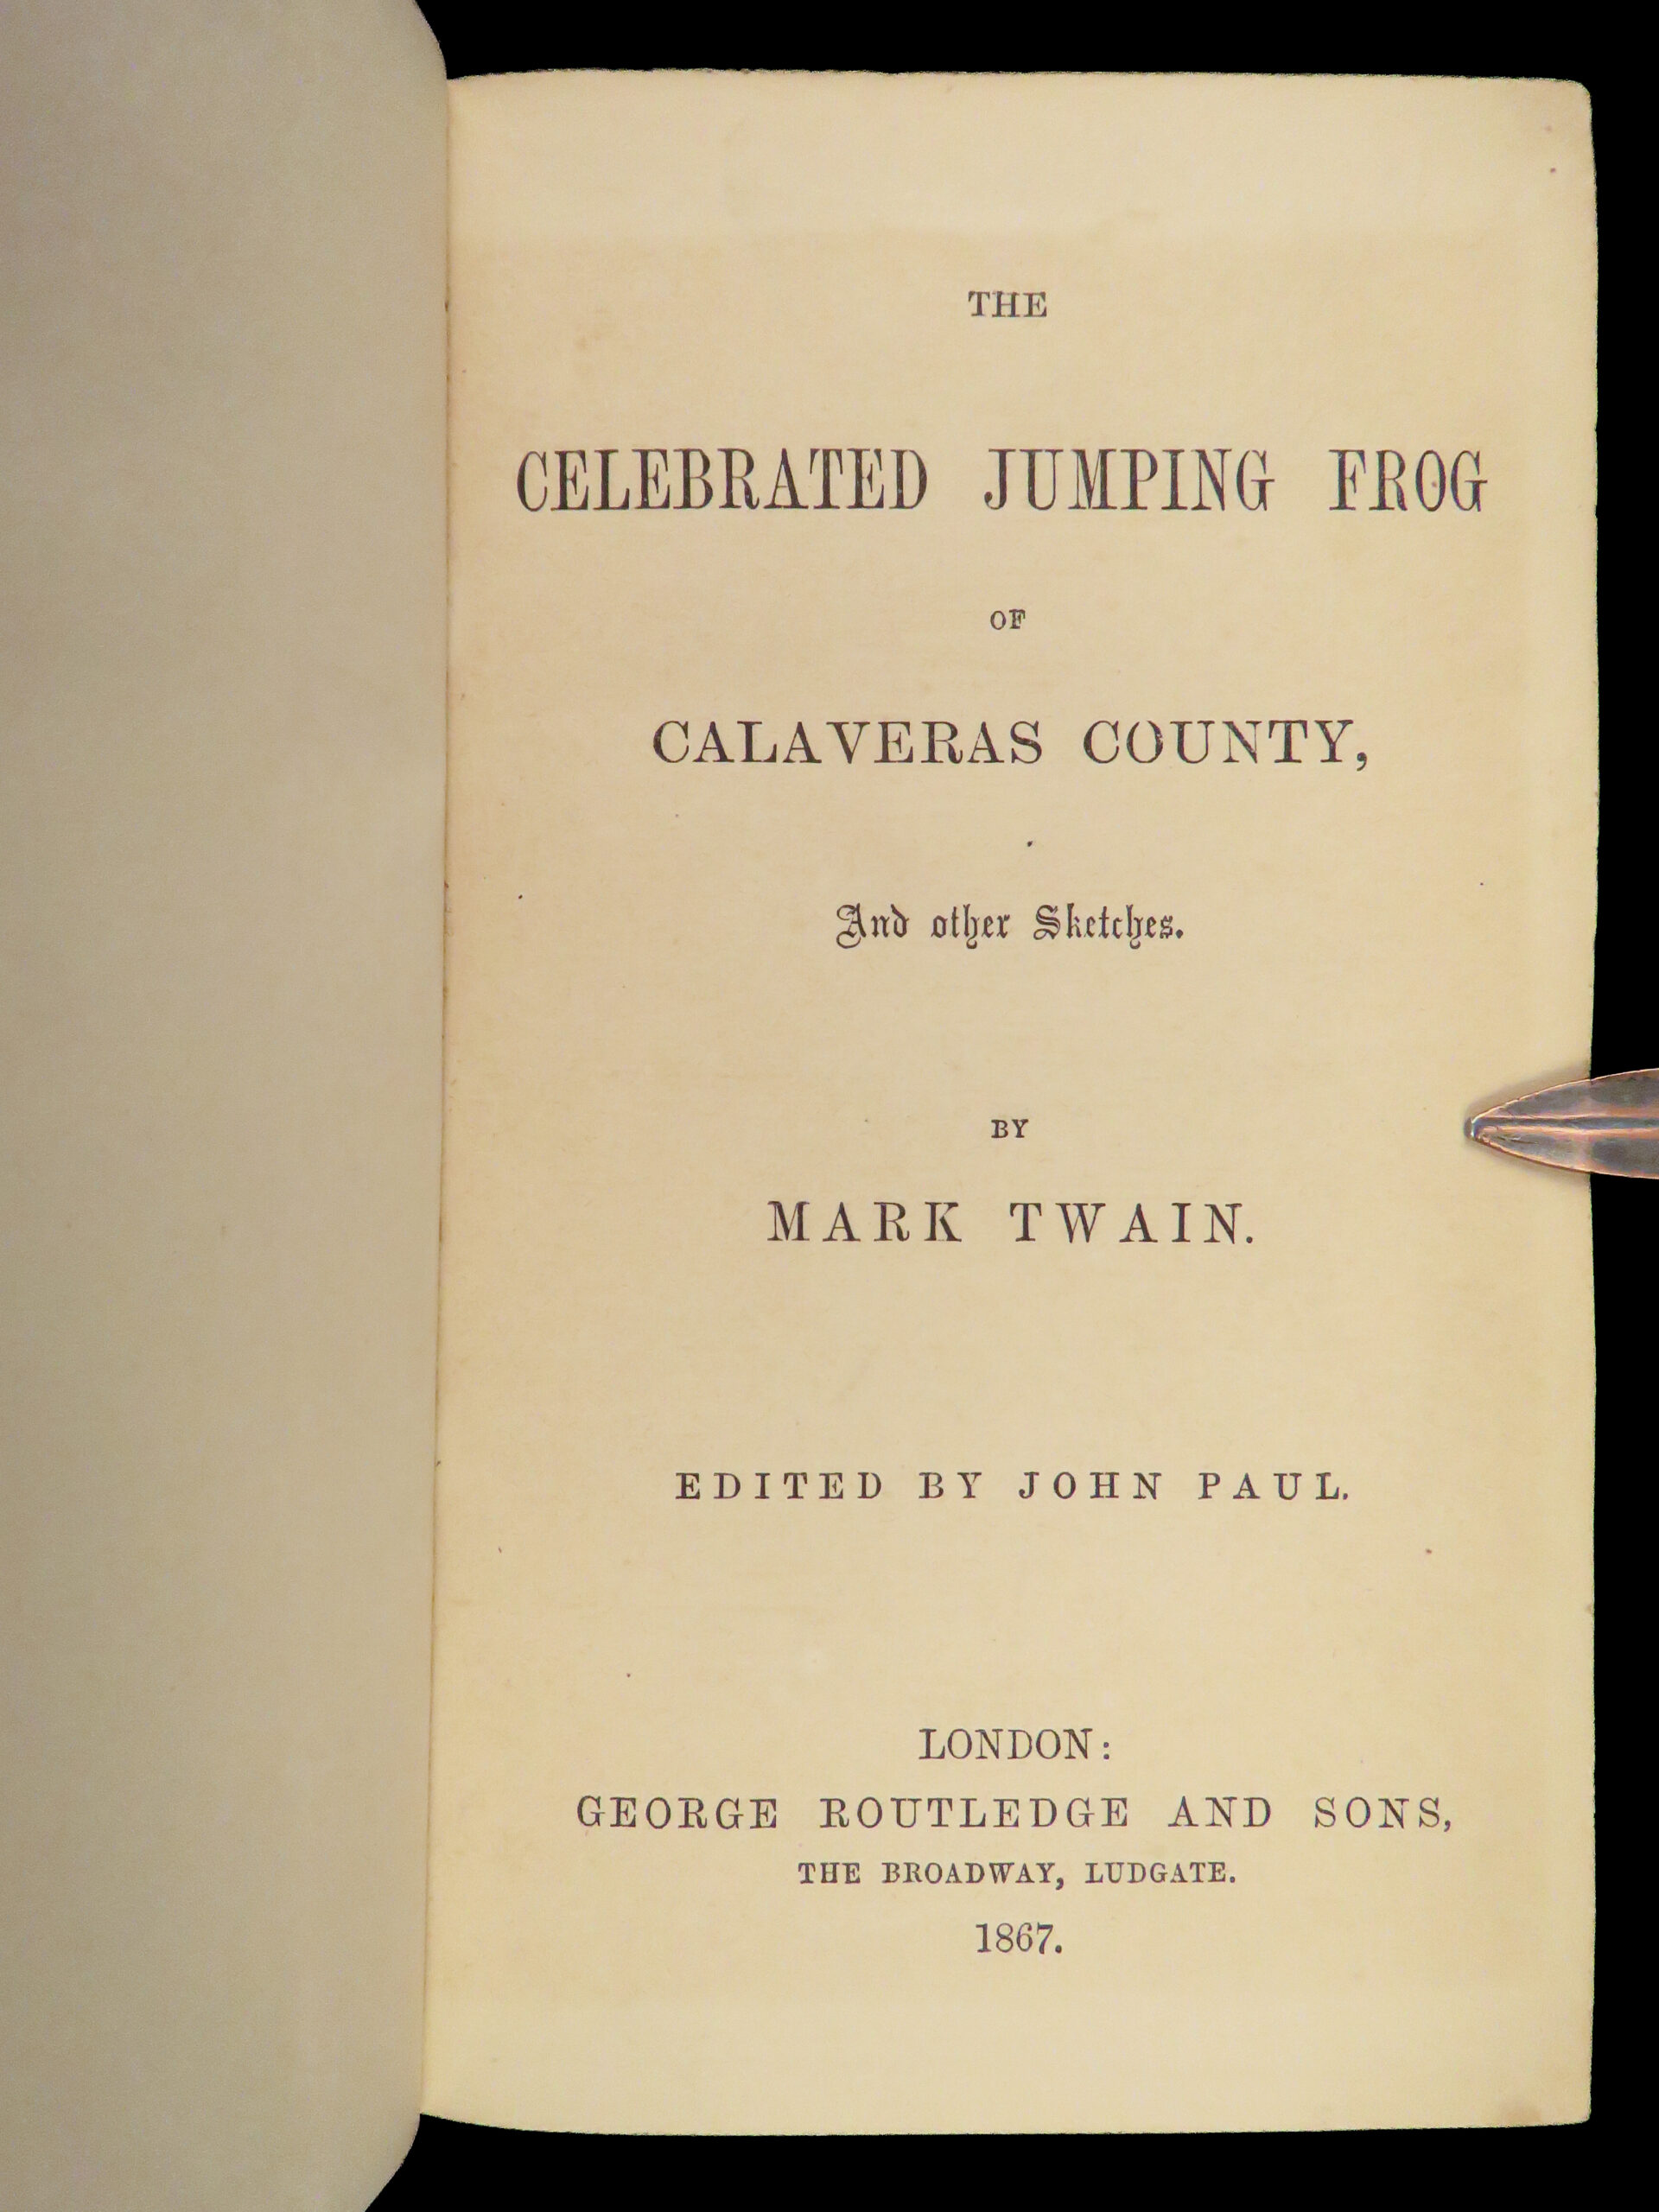 THE
CELEBRATED JUMPING FROG
OF
CALAVERAS COUNTY,
And other Sketches.
BY
MARK TWAIN.
EDITED BY JOHN PAUL.
LONDON:
GEORGE ROUTLEDGE AND SONS,
THE BROADWAY, LUDGATE.
1867.